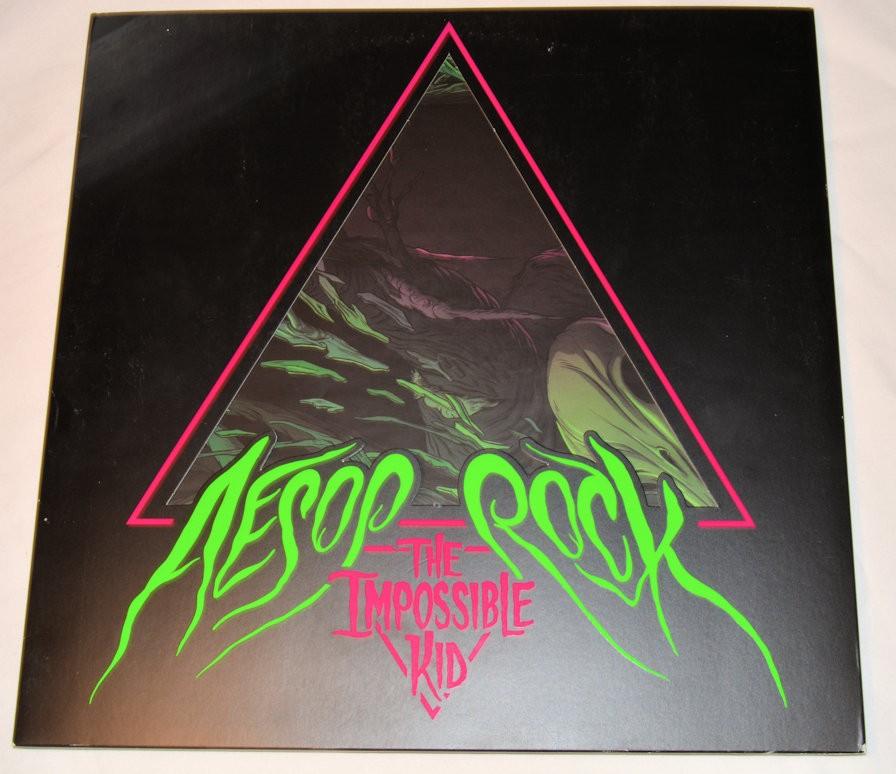 AESOP ROCK
THE
IMPOSSIBLE
KID